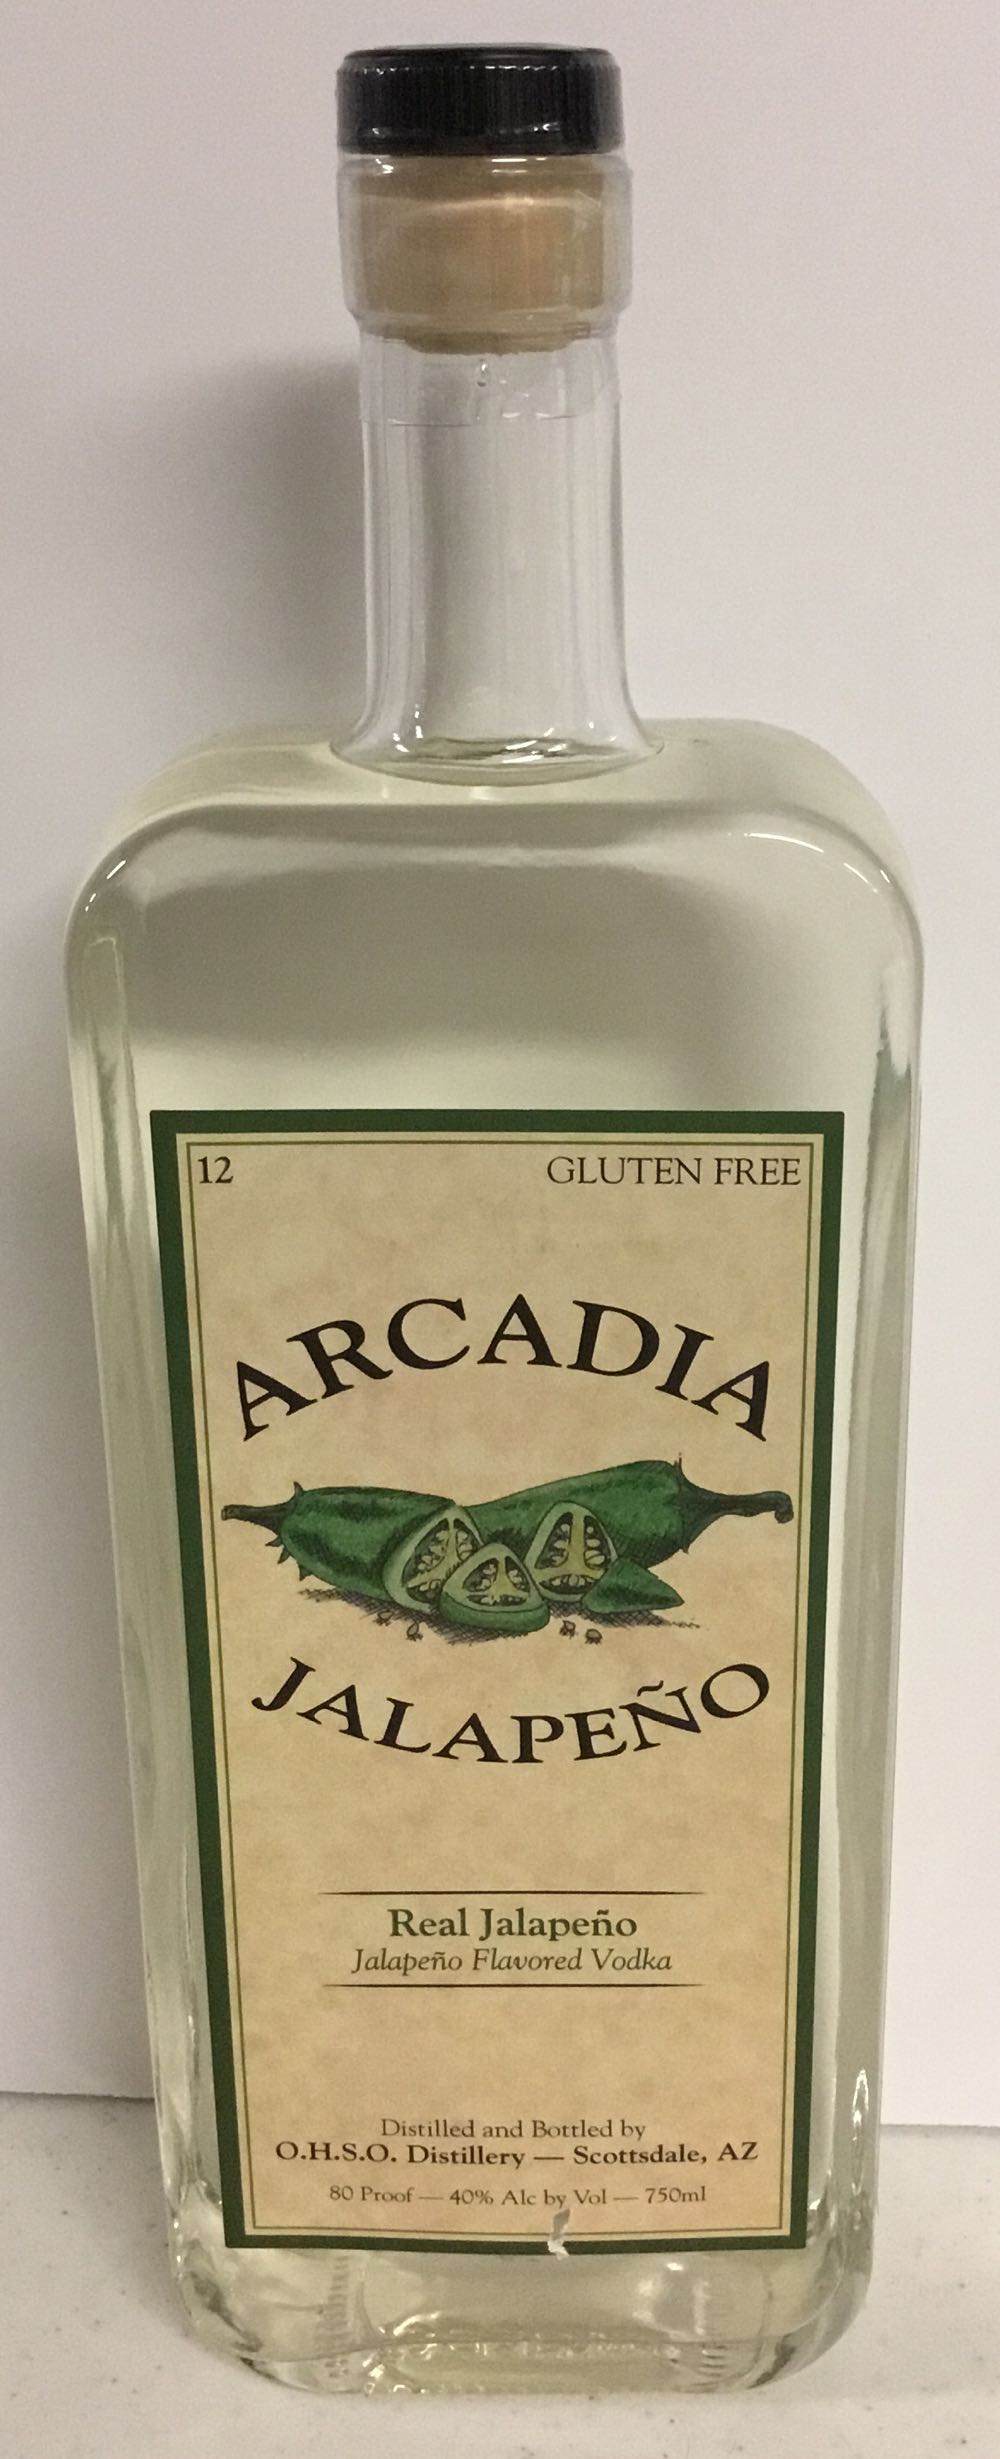 12
GLUTEN FREE
ARCADIA
JALAPEÑO
Real Jalapeño
Jalapeño Flavored Vodka
Distilled and Bottled by
O.H.S.O. Distillery — Scottsdale, AZ
80 Proof — 40% Alc by Vol — 750ml